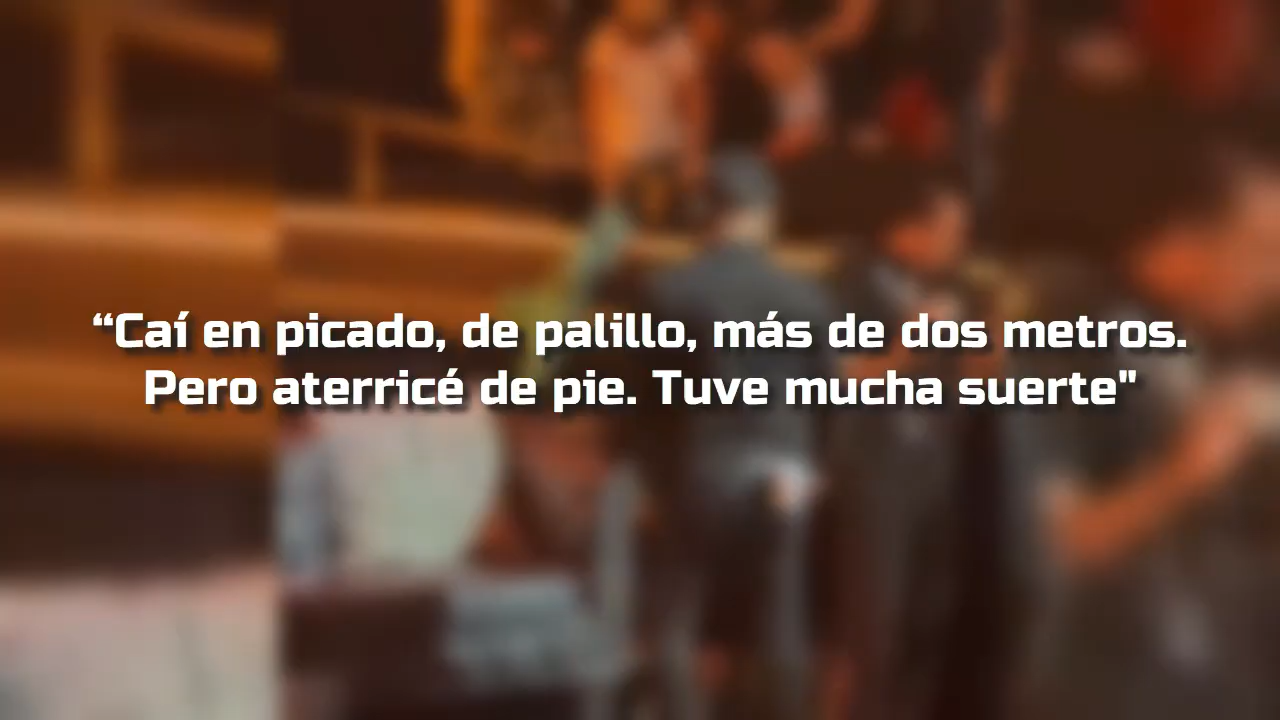 “Caí en picado, de palillo, más de dos metros.
Pero aterricé de pie. Tuve mucha suerte"